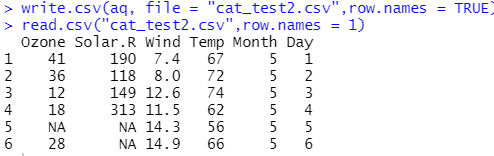 > write.csv(aq, file = "cat_test2.csv",row.names = TRUE)
> read.csv("cat_test2.csv",row.names = 1)
  Ozone Solar.R Wind Temp Month Day
1    41     190  7.4   67     5   1
2    36     118  8.0   72     5   2
3    12     149 12.6   74     5   3
4    18     313 11.5   62     5   4
5    NA      NA 14.3   56     5   5
6    28      NA 14.9   66     5   6